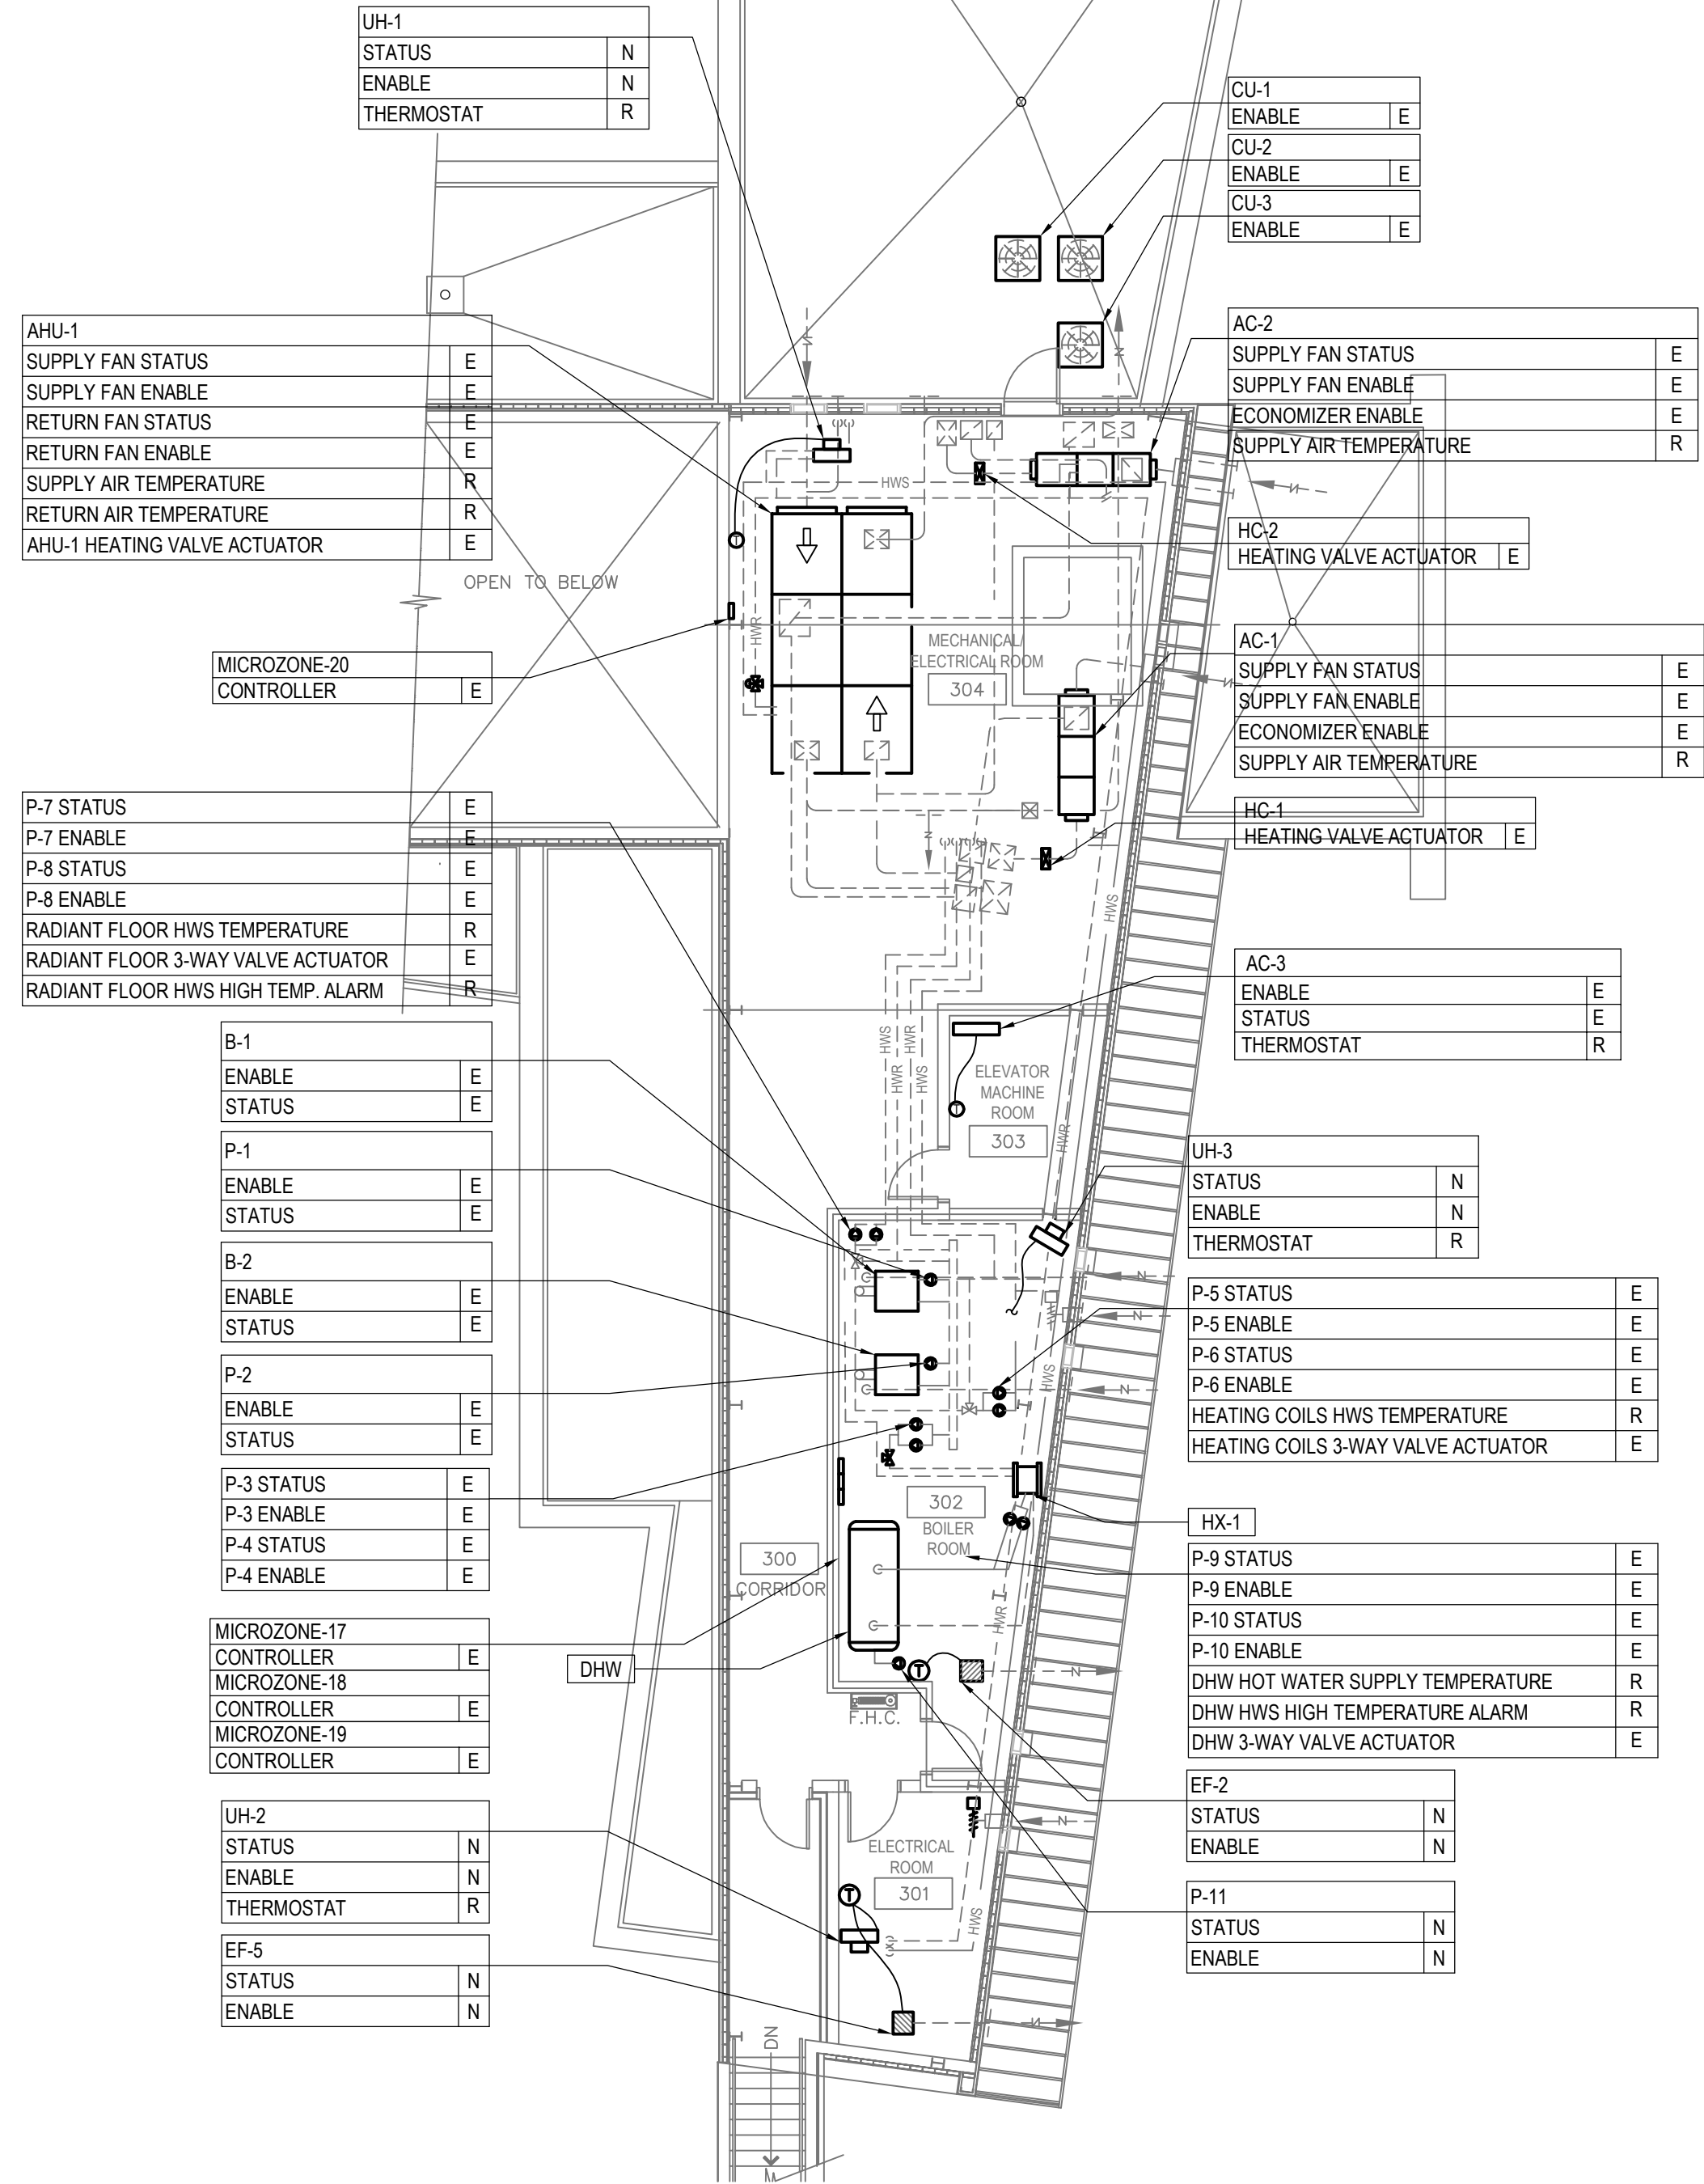 UH-1
STATUS N
ENABLE N
THERMOSTAT R
CU-1
ENABLE E
CU-2
ENABLE E
CU-3
ENABLE E
AHU-1
SUPPLY FAN STATUS E
SUPPLY FAN ENABLE E
RETURN FAN STATUS E
RETURN FAN ENABLE E
SUPPLY AIR TEMPERATURE R
RETURN AIR TEMPERATURE R
AHU-1 HEATING VALVE ACTUATOR E
AC-2
SUPPLY FAN STATUS E
SUPPLY FAN ENABLE E
ECONOMIZER ENABLE E
SUPPLY AIR TEMPERATURE R
HWS
HC-2
HEATING VALVE ACTUATOR E
OPEN TO BELOW
HWR
MECHANICAL/
ELECTRICAL ROOM
304
MICROZONE-20
CONTROLLER E
AC-1
SUPPLY FAN STATUS E
SUPPLY FAN ENABLE E
ECONOMIZER ENABLE E
SUPPLY AIR TEMPERATURE R
P-7 STATUS E
P-7 ENABLE E
P-8 STATUS E
P-8 ENABLE E
RADIANT FLOOR HWS TEMPERATURE R
RADIANT FLOOR 3-WAY VALVE ACTUATOR E
RADIANT FLOOR HWS HIGH TEMP. ALARM R
HC-1
HEATING VALVE ACTUATOR E
HWS
AC-3
ENABLE E
STATUS E
THERMOSTAT R
HWS
HWR
HWR
HWS
ELEVATOR
MACHINE
ROOM
303
HWR
B-1
ENABLE E
STATUS E
P-1
ENABLE E
STATUS E
B-2
ENABLE E
STATUS E
P-2
ENABLE E
STATUS E
P-3 STATUS E
P-3 ENABLE E
P-4 STATUS E
P-4 ENABLE E
UH-3
STATUS N
ENABLE N
THERMOSTAT R
P-5 STATUS E
P-5 ENABLE E
P-6 STATUS E
P-6 ENABLE E
HEATING COILS HWS TEMPERATURE R
HEATING COILS 3-WAY VALVE ACTUATOR E
HWS
302
BOILER
ROOM
HX-1
300
CORRIDOR
P-9 STATUS E
P-9 ENABLE E
P-10 STATUS E
P-10 ENABLE E
DHW HOT WATER SUPPLY TEMPERATURE R
DHW HWS HIGH TEMPERATURE ALARM R
DHW 3-WAY VALVE ACTUATOR E
HWR
MICROZONE-17
CONTROLLER E
MICROZONE-18
CONTROLLER E
MICROZONE-19
CONTROLLER E
DHW
T
F.H.C.
EF-2
STATUS N
ENABLE N
UH-2
STATUS N
ENABLE N
THERMOSTAT R
ELECTRICAL
ROOM
301
T
HWS
P-11
STATUS N
ENABLE N
EF-5
STATUS N
ENABLE N
DN